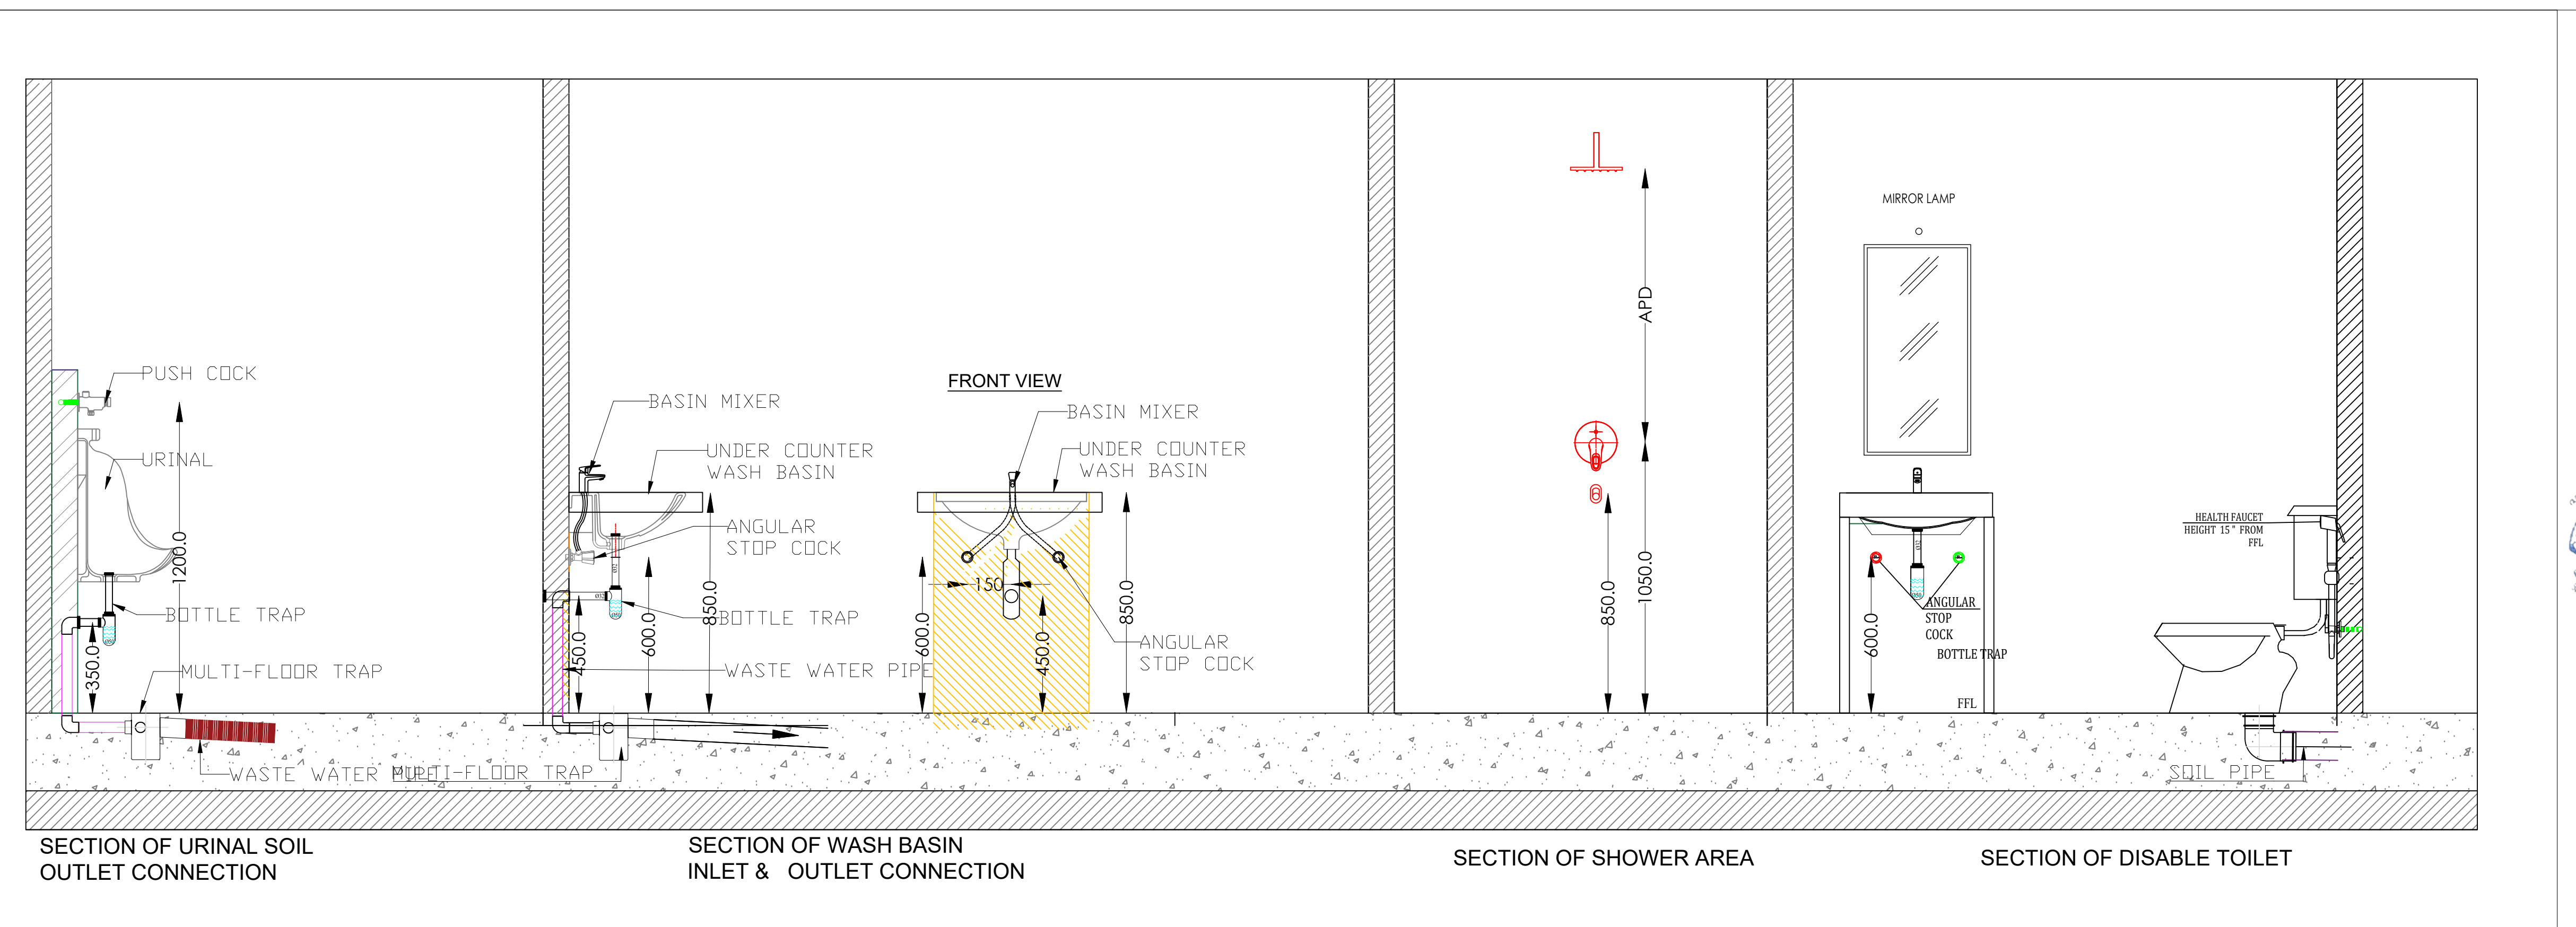 PUSH COCK
URINAL
1200.0
BOTTLE TRAP
350.0
MULTI-FLOOR TRAP
WASTE WATER PIPE
SECTION OF URINAL SOIL
OUTLET CONNECTION
BASIN MIXER
UNDER COUNTER
WASH BASIN
ANGULAR
STOP COCK
Ø32
Ø32
450.0
600.0
850.0
BOTTLE TRAP
WASTE WATER PIPE
MULTI-FLOOR TRAP
FRONT VIEW
BASIN MIXER
UNDER COUNTER
WASH BASIN
150
600.0
450.0
850.0
ANGULAR
STOP COCK
SECTION OF WASH BASIN
INLET & OUTLET CONNECTION
APD
850.0
1050.0
SECTION OF SHOWER AREA
MIRROR LAMP
Ø32
600.0
ANGULAR
STOP
COCK
BOTTLE TRAP
FFL
HEALTH FAUCET
HEIGHT 15 " FROM
FFL
SOIL PIPE
SECTION OF DISABLE TOILET